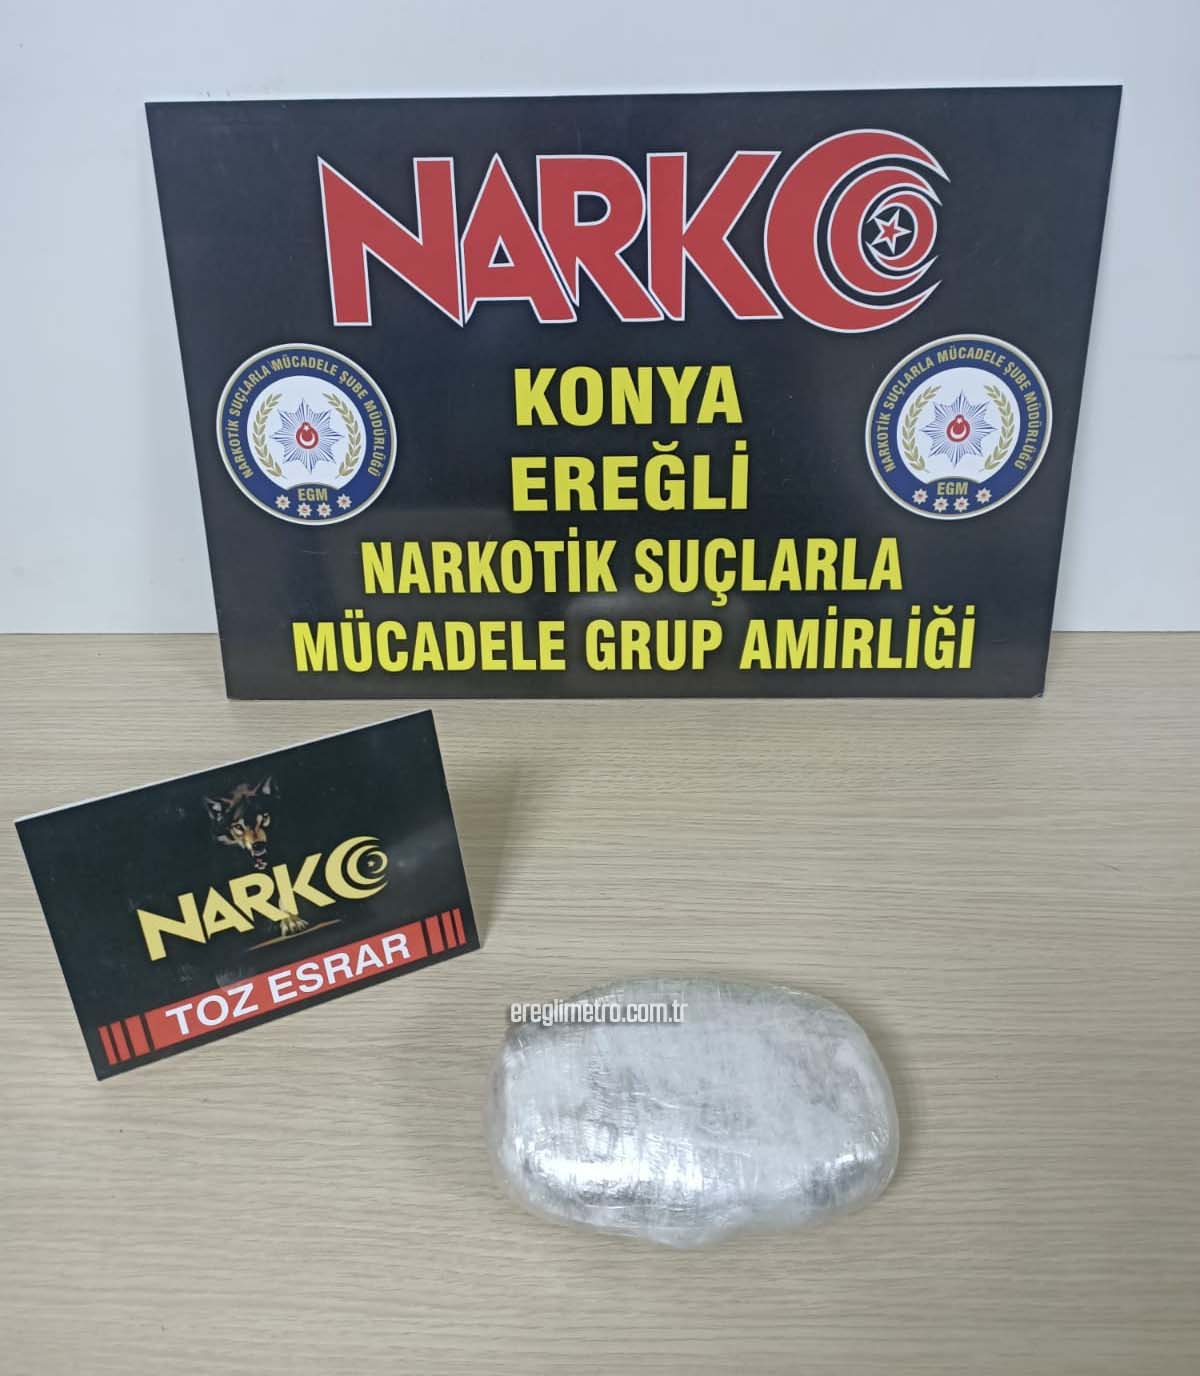 NARKO
KONYA
EREĞLİ
NARKOTİK SUÇLARLA
MÜCADELE GRUP AMİRLİĞİ
NARKOTİK SUÇLARLA MÜCADELE ŞUBE MÜDÜRLÜĞÜ
EGM
NARKOTİK SUÇLARLA MÜCADELE ŞUBE MÜDÜRLÜĞÜ
EGM
NARKO
TOZ ESRAR
ereglimetro.com.tr